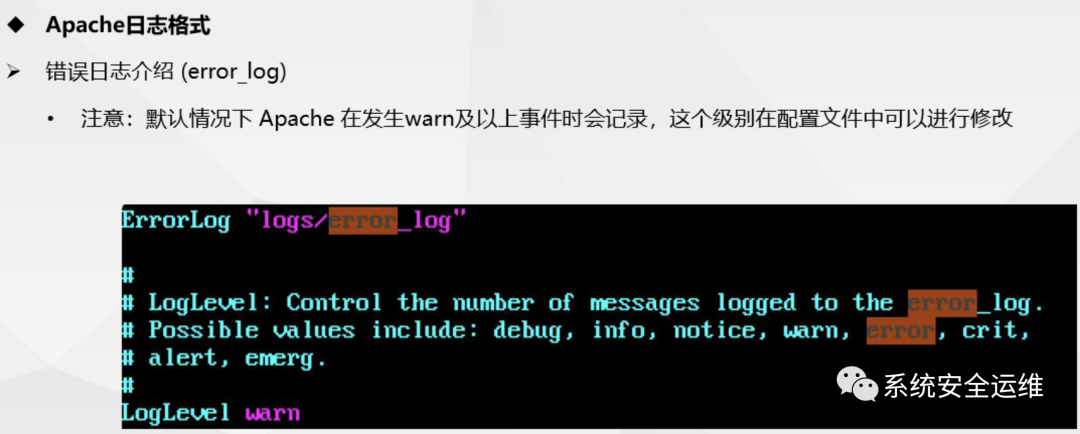 ◆ Apache日志格式
➢ 错误日志介绍 (error_log)
• 注意：默认情况下 Apache 在发生warn及以上事件时会记录，这个级别在配置文件中可以进行修改
ErrorLog "logs/error_log"
#
# LogLevel: Control the number of messages logged to the error_log.
# Possible values include: debug, info, notice, warn, error, crit,
# alert, emerg.
#
LogLevel warn
系统安全运维